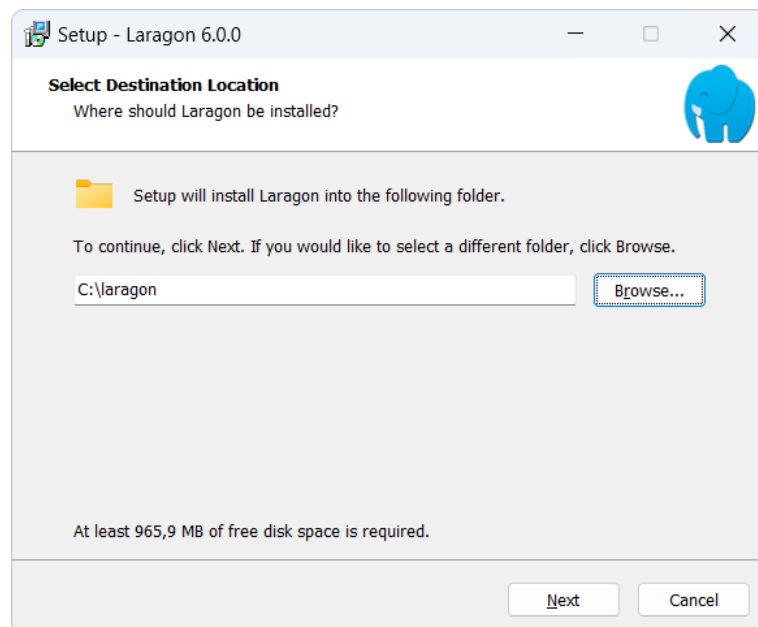 Setup - Laragon 6.0.0
Select Destination Location
Where should Laragon be installed?
Setup will install Laragon into the following folder.
To continue, click Next. If you would like to select a different folder, click Browse.
C:\laragon
Browse...
At least 965,9 MB of free disk space is required.
Next
Cancel